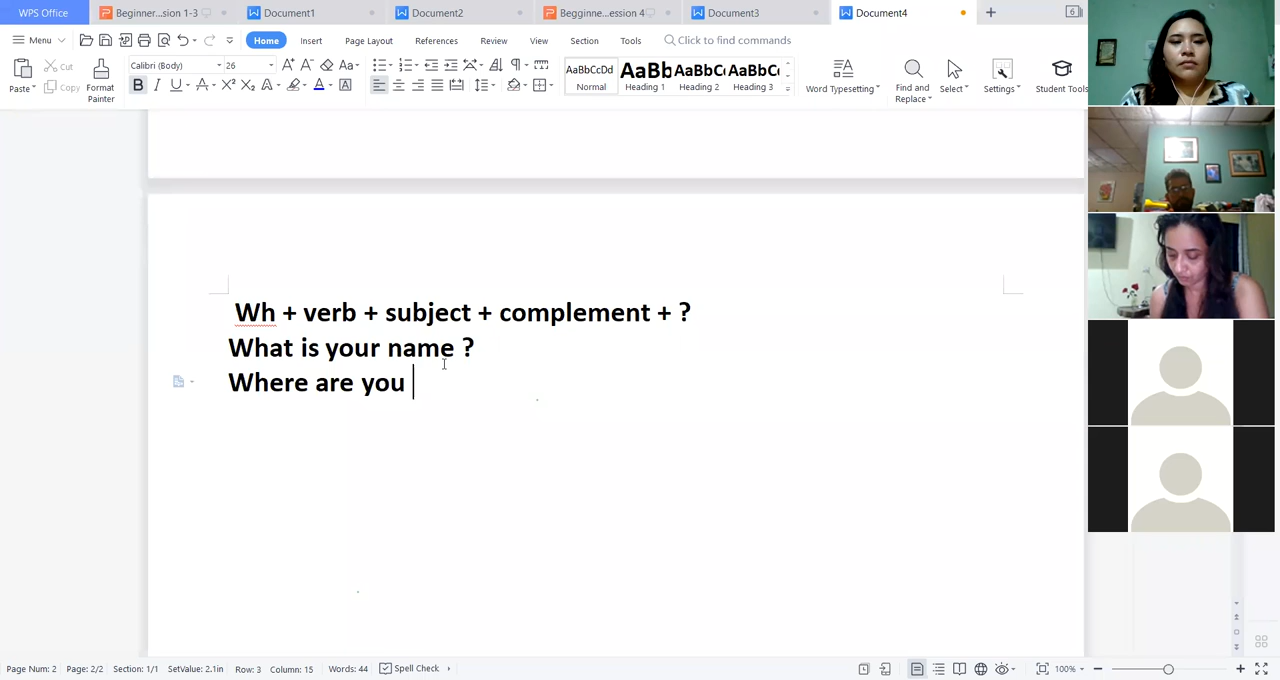 WPS Office
Beginner...sion 1-3
Document1
Document2
Begginne...ession 4
Document3
Document4
6
Menu
Home
Insert
Page Layout
References
Review
View
Section
Tools
Click to find commands
Paste
Cut
Copy
Format Painter
Calibri (Body)
26
AaBbCcDd
Normal
AaBb
Heading 1
AaBbC
Heading 2
AaBbC
Heading 3
Word Typesetting
Find and Replace
Select
Settings
Student Tools
Wh + verb + subject + complement + ?
What is your name ?
Where are you
Page Num: 2
Page: 2/2
Section: 1/1
SetValue: 2.1in
Row: 3
Column: 15
Words: 44
Spell Check
100%